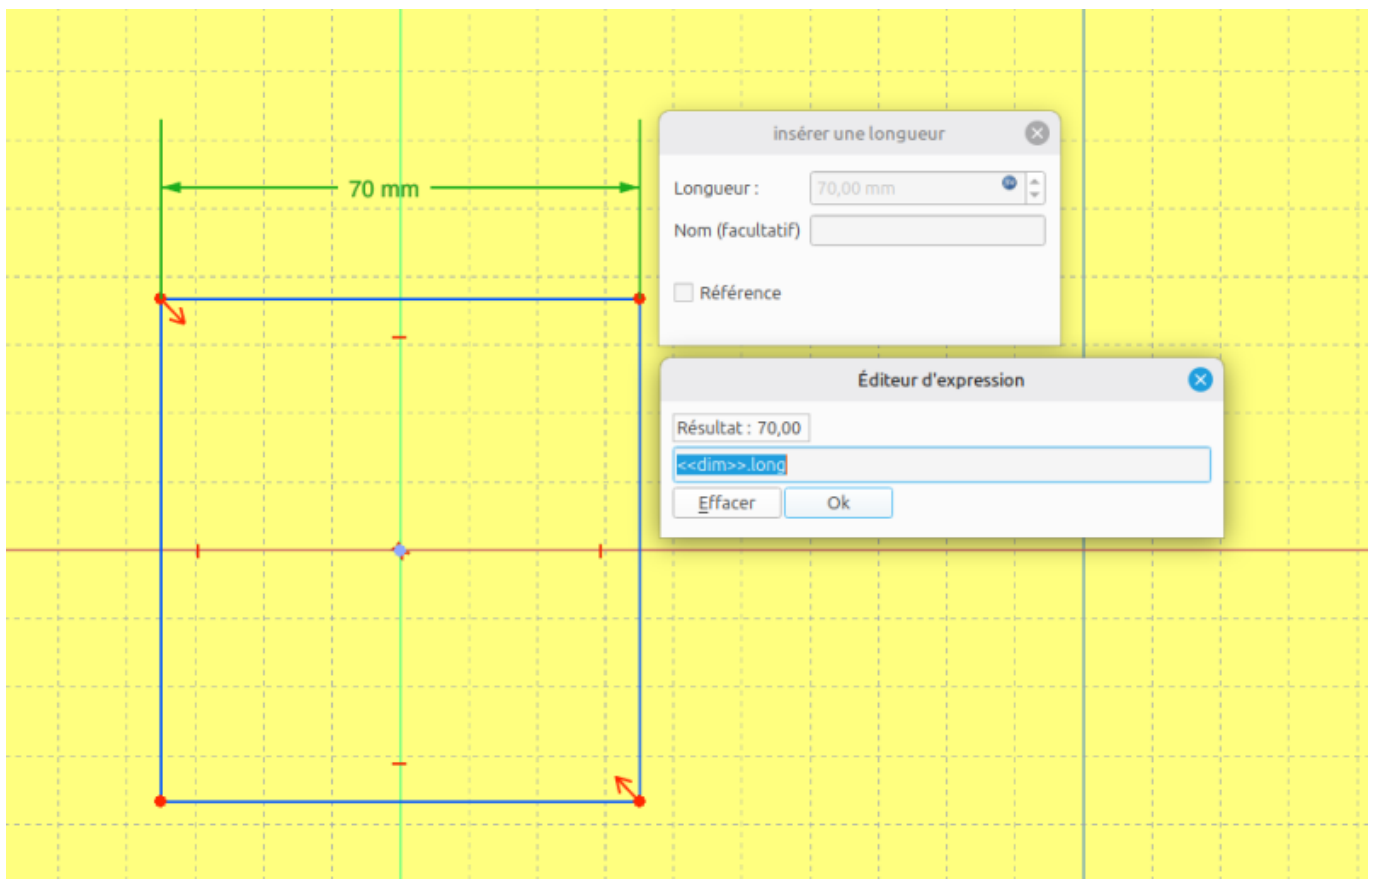 70 mm
insérer une longueur
Longueur :
70,00 mm
Nom (facultatif)
Référence
Éditeur d'expression
Résultat : 70,00
<<dim>>.long
Effacer
Ok